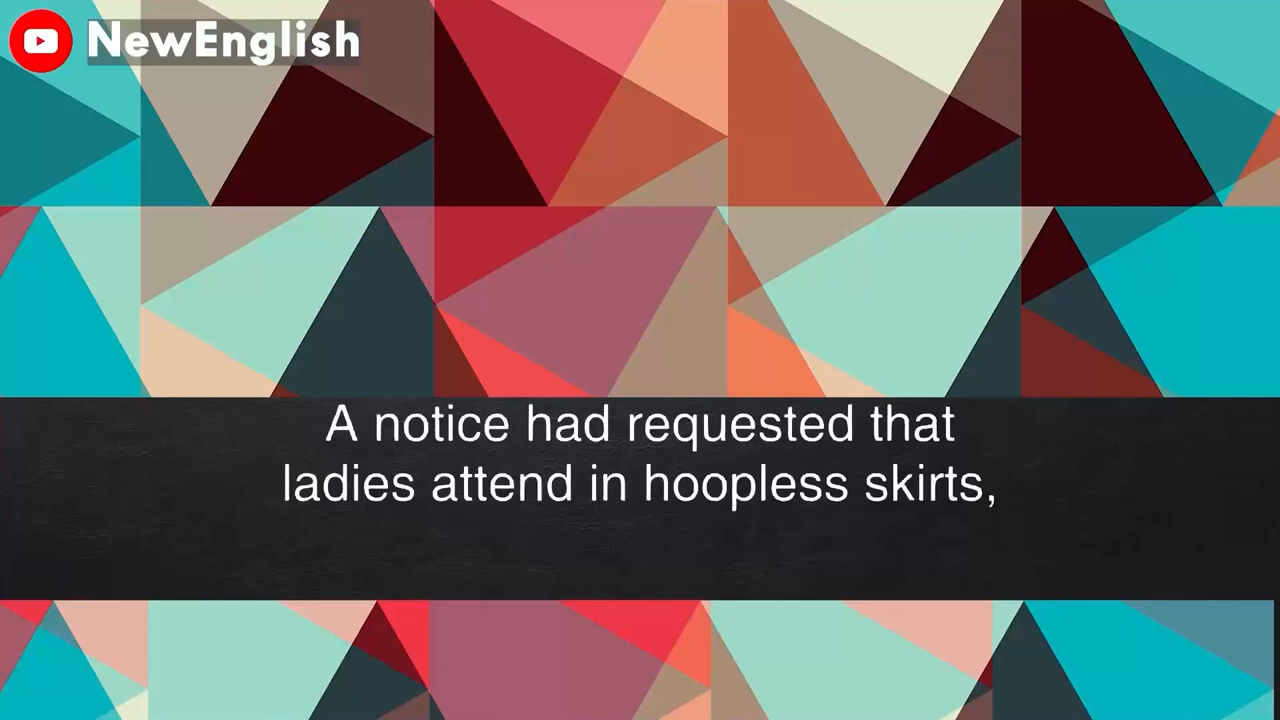 NewEnglish
A notice had requested that
ladies attend in hoopless skirts,